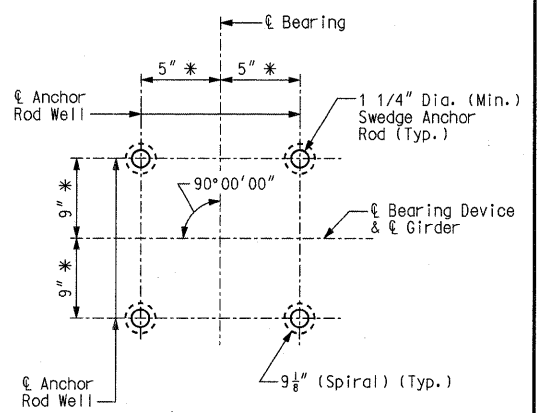 ℄ Bearing
5" * 5" *
℄ Anchor
Rod Well
1 1/4" Dia. (Min.)
Swedge Anchor
Rod (Typ.)
90°00'00"
9" *
℄ Bearing Device
& ℄ Girder
9" *
9⅛" (Spiral) (Typ.)
℄ Anchor
Rod Well